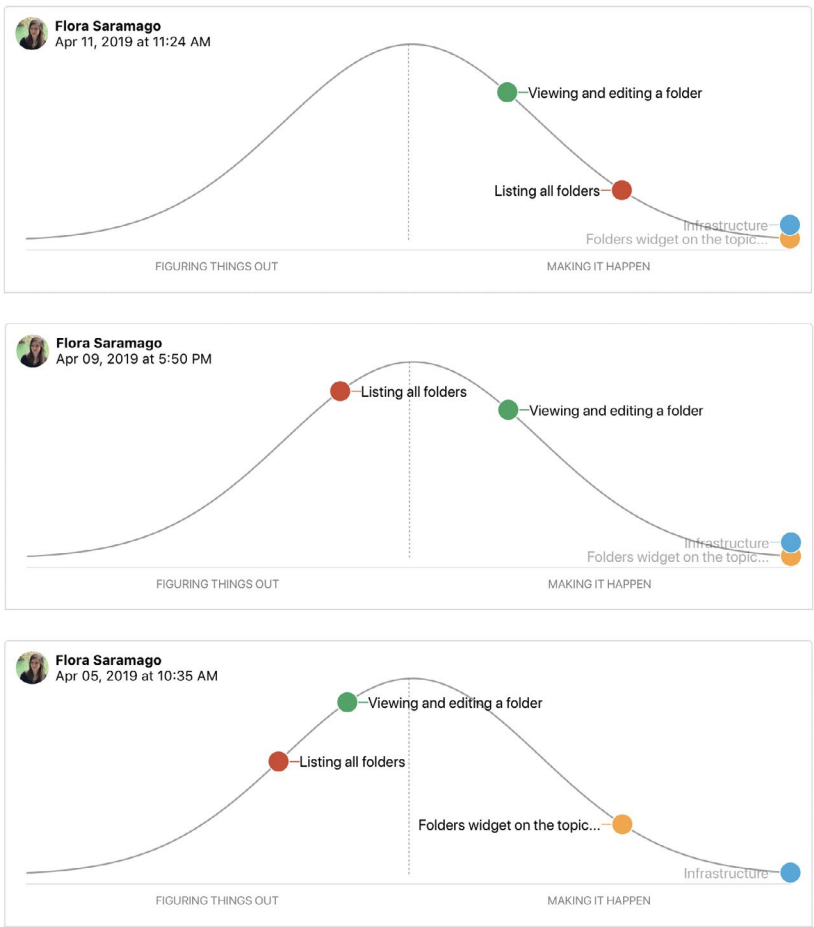 Flora Saramago
Apr 11, 2019 at 11:24 AM
Viewing and editing a folder
Listing all folders
Infrastructure
Folders widget on the topic...
FIGURING THINGS OUT
MAKING IT HAPPEN
Flora Saramago
Apr 09, 2019 at 5:50 PM
Listing all folders
Viewing and editing a folder
Infrastructure
Folders widget on the topic...
FIGURING THINGS OUT
MAKING IT HAPPEN
Flora Saramago
Apr 05, 2019 at 10:35 AM
Viewing and editing a folder
Listing all folders
Folders widget on the topic...
Infrastructure
FIGURING THINGS OUT
MAKING IT HAPPEN